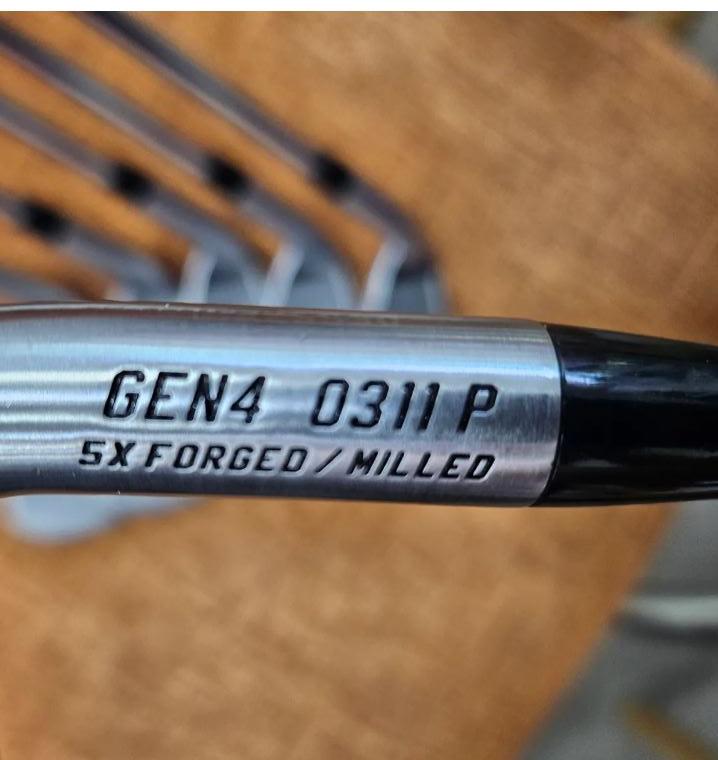 GEN4 0311 P
5X FORGED / MILLED